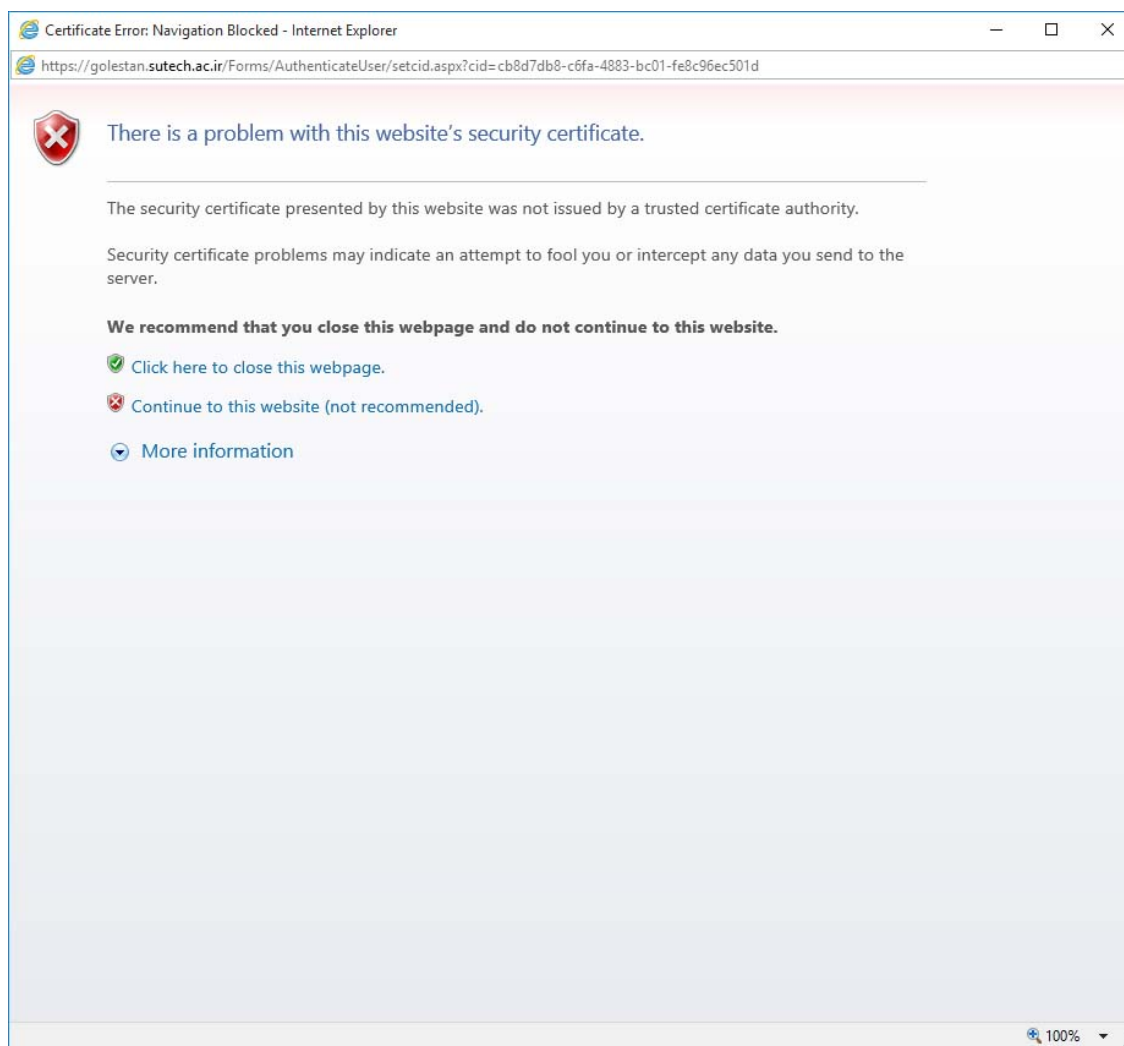 Certificate Error: Navigation Blocked - Internet Explorer
https://golestan.sutech.ac.ir/Forms/AuthenticateUser/setcid.aspx?cid=cb8d7db8-c6fa-4883-bc01-fe8c96ec501d
There is a problem with this website's security certificate.
The security certificate presented by this website was not issued by a trusted certificate authority.
Security certificate problems may indicate an attempt to fool you or intercept any data you send to the
server.
We recommend that you close this webpage and do not continue to this website.
Click here to close this webpage.
Continue to this website (not recommended).
More information
100%